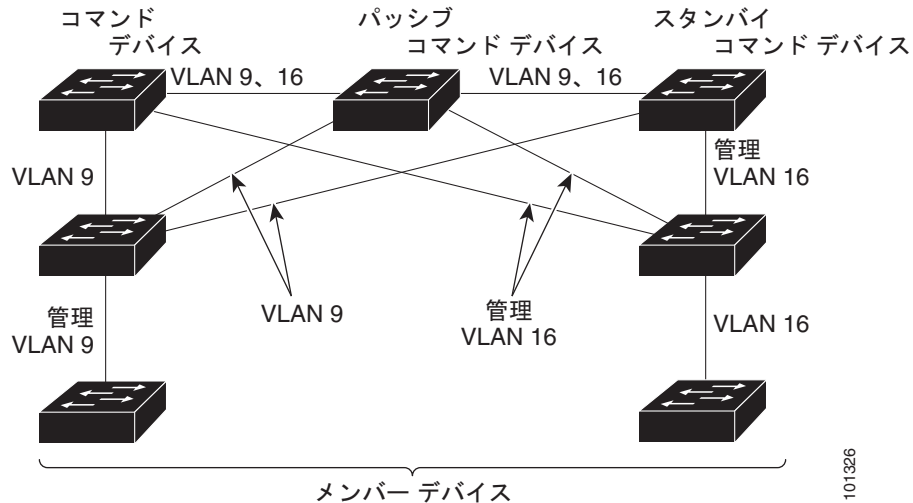 コマンド
デバイス
パッシブ
コマンド デバイス
スタンバイ
コマンド デバイス
VLAN 9、16
VLAN 9、16
VLAN 9
管理
VLAN 16
VLAN 9
管理
VLAN 16
管理
VLAN 9
VLAN 16
メンバー デバイス
101326